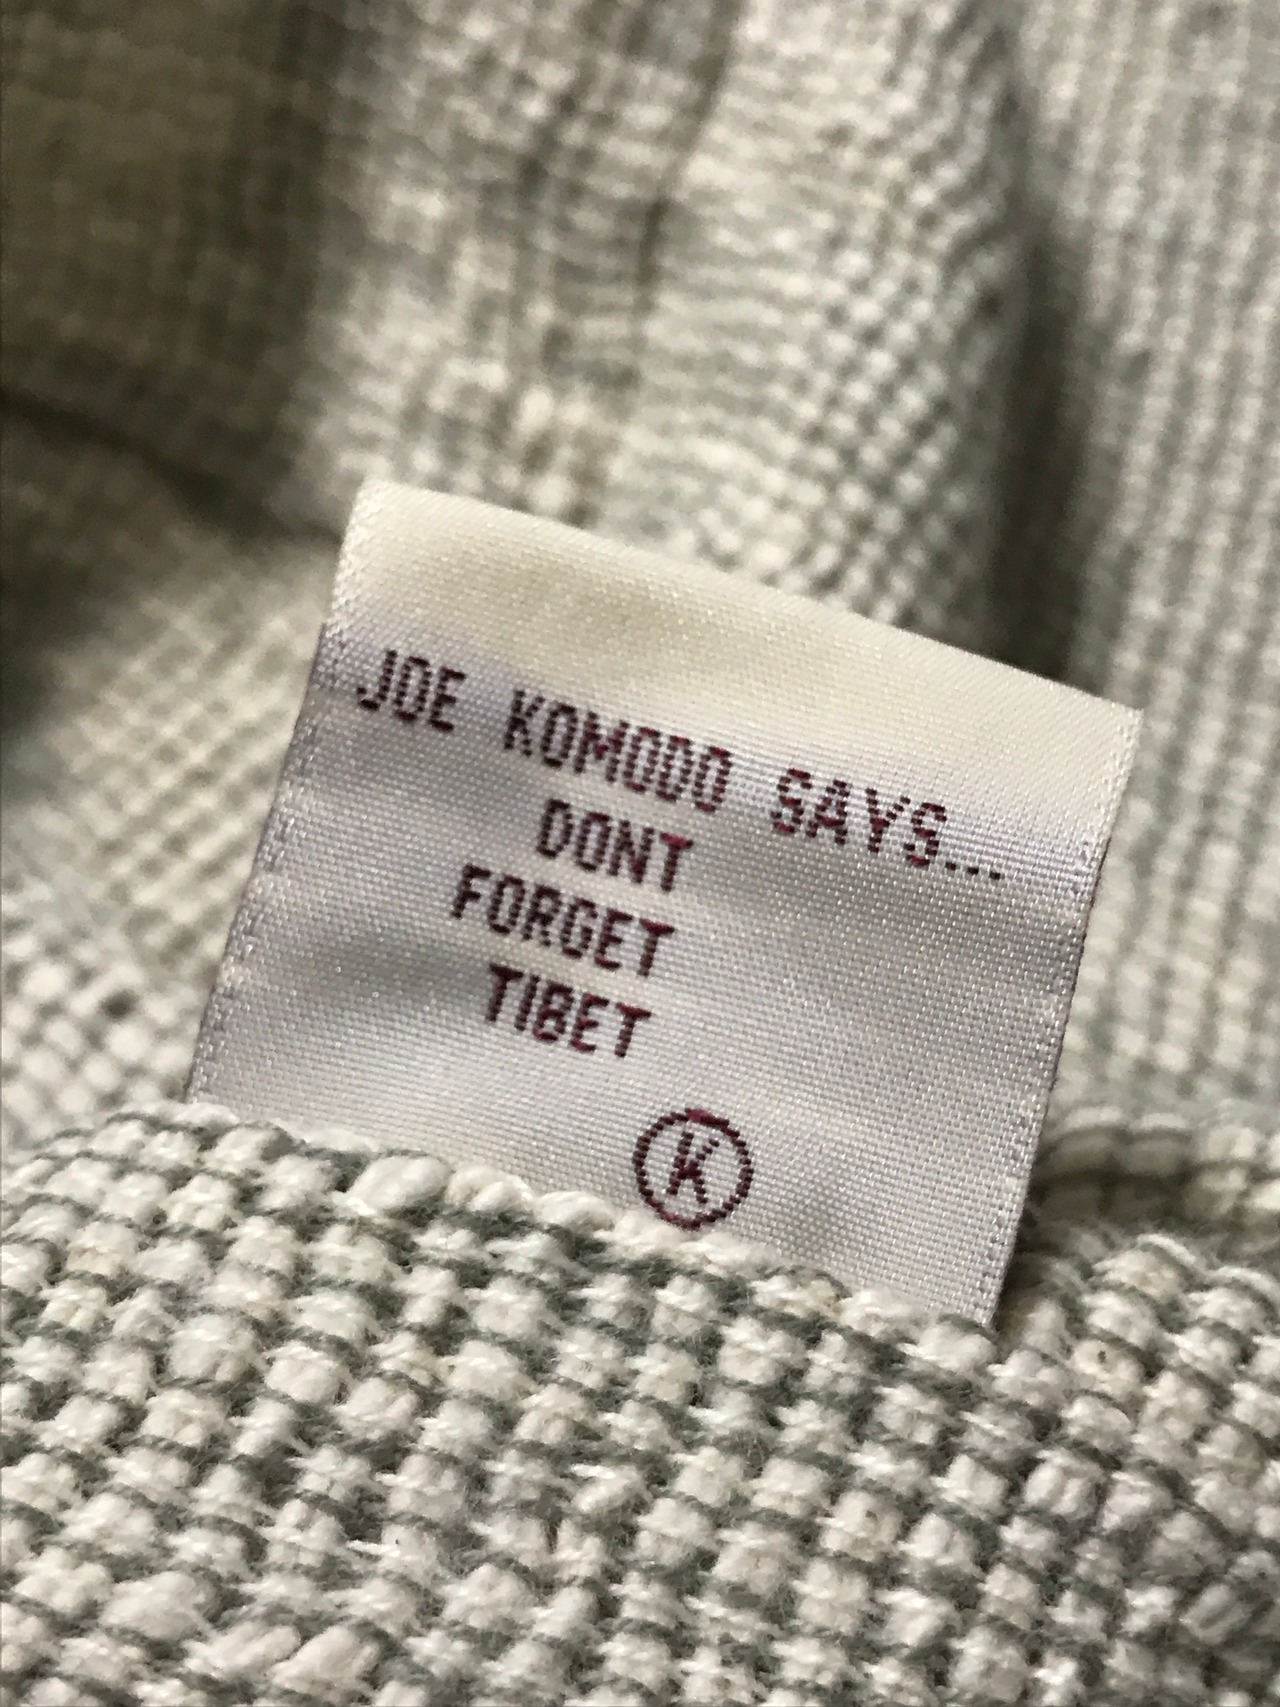 JOE KOMODO SAYS...
DONT
FORGET
TIBET
K